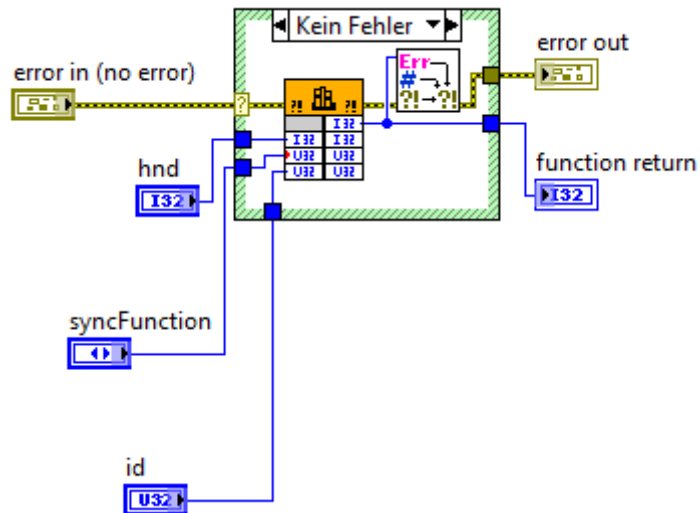 Kein Fehler
error in (no error)
error out
Err
#
?!→?!
?! ?!
I32
I32 I32
U32 U32
U32 U32
hnd
I32
function return
I32
syncFunction
id
U32